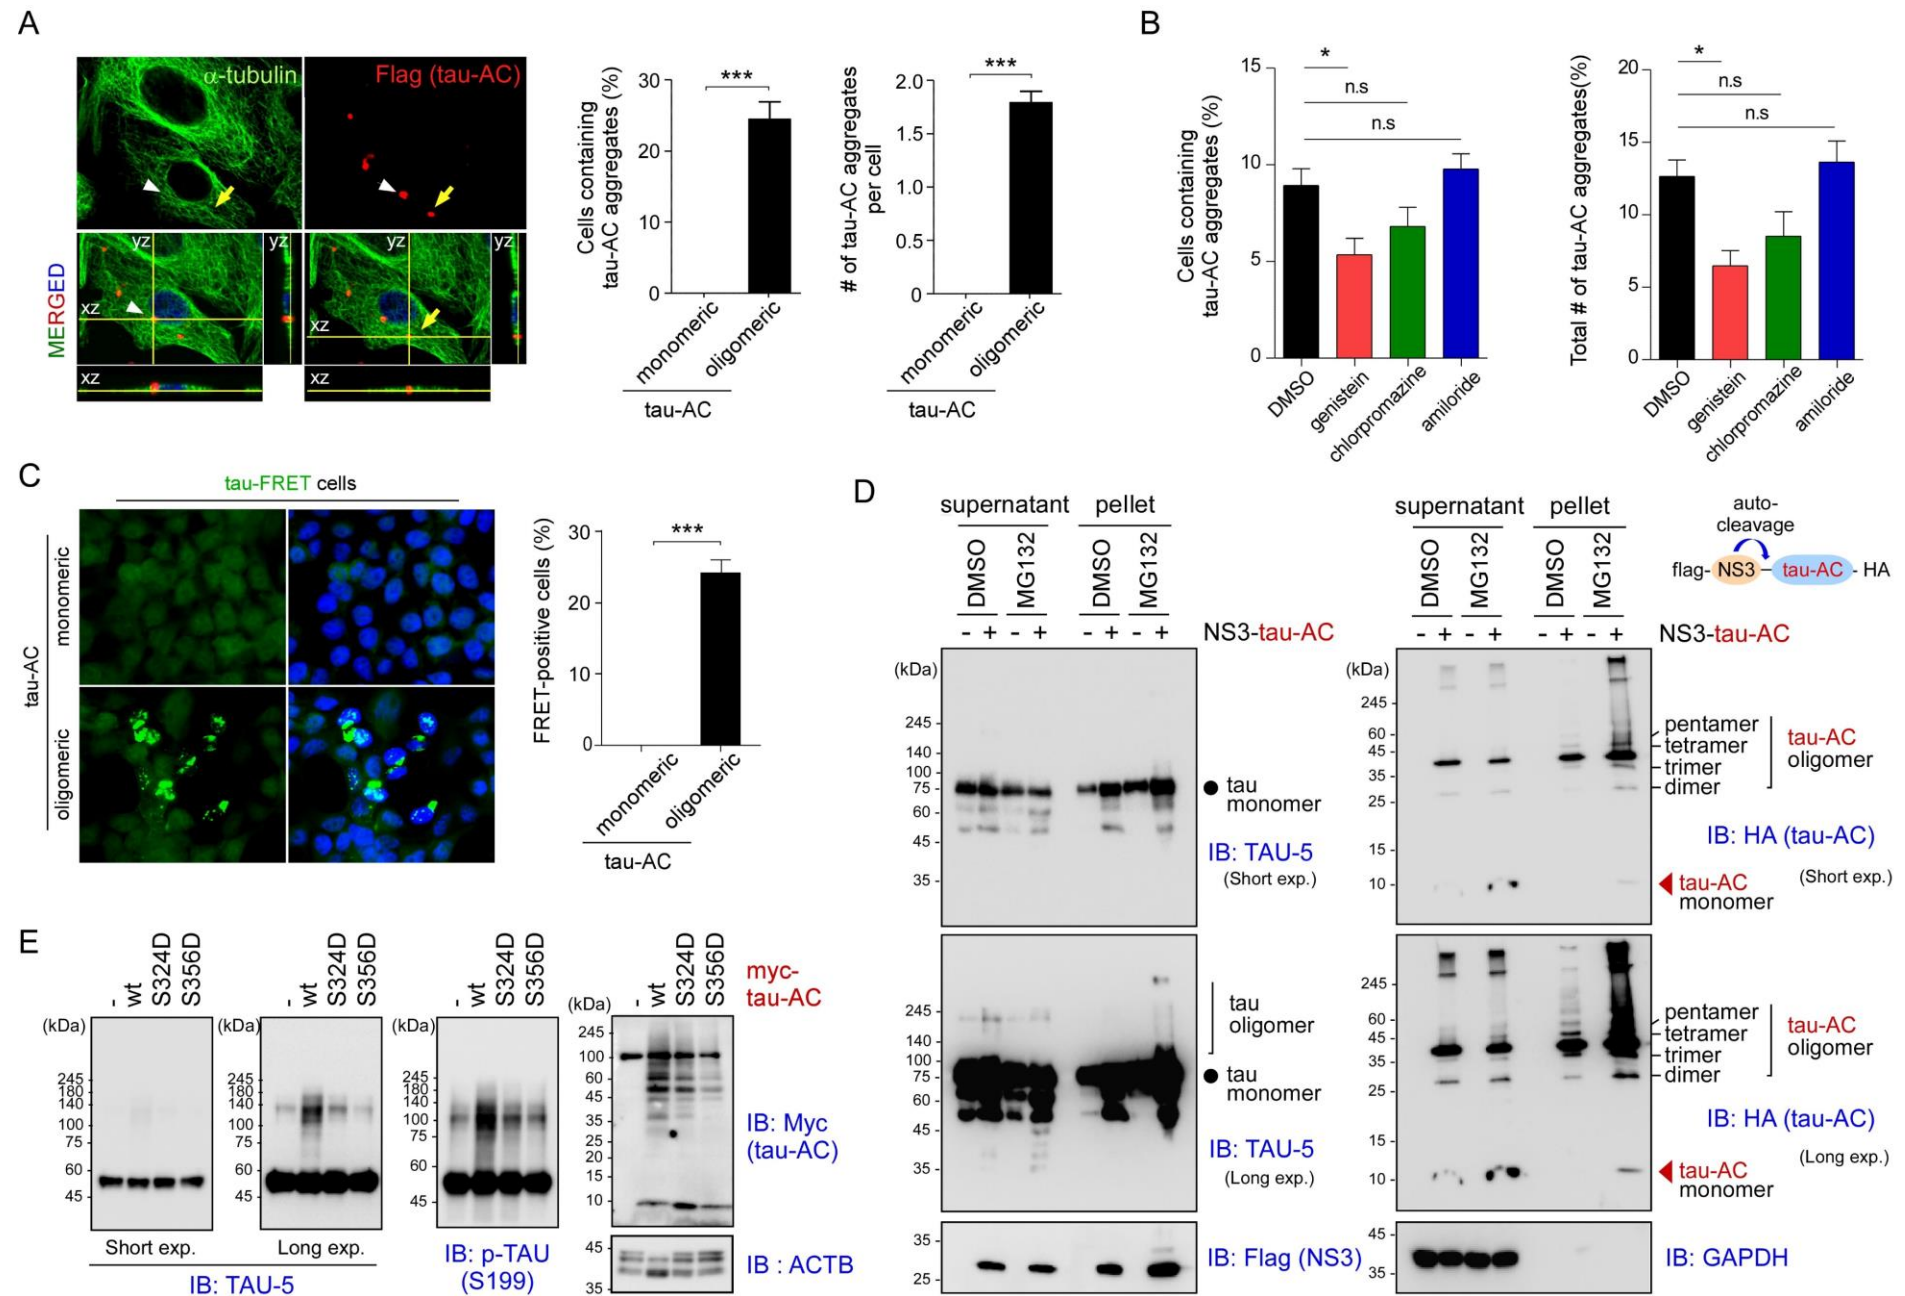 A
α-tubulin
Flag (tau-AC)
yz
yz
yz
yz
xz
xz
xz
xz
MERGED
Cells containing
tau-AC aggregates (%)
30
20
10
0
***
monomeric
oligomeric
tau-AC
# of tau-AC aggregates
per cell
2.0
1.5
1.0
0.5
0
***
monomeric
oligomeric
tau-AC
B
Cells containing
tau-AC aggregates (%)
15
10
5
0
*
n.s
n.s
DMSO
genistein
chlorpromazine
amiloride
Total # of tau-AC aggregates(%)
20
15
10
5
0
*
n.s
n.s
DMSO
genistein
chlorpromazine
amiloride
C
tau-FRET cells
tau-AC
monomeric
oligomeric
FRET-positive cells (%)
30
20
10
0
***
monomeric
oligomeric
tau-AC
D
supernatant
pellet
DMSO
MG132
DMSO
MG132
- + - + - + - +
NS3-tau-AC
(kDa)
245
140
100
75
60
45
35
tau
monomer
IB: TAU-5
(Short exp.)
245
140
100
75
60
45
35
tau
oligomer
tau
monomer
IB: TAU-5
(Long exp.)
35
25
IB: Flag (NS3)
supernatant
pellet
DMSO
MG132
DMSO
MG132
- + - + - + - +
NS3-tau-AC
auto-
cleavage
flag- NS3 - tau-AC - HA
(kDa)
245
60
45
35
25
15
10
pentamer
tetramer
trimer
dimer
tau-AC
oligomer
IB: HA (tau-AC)
(Short exp.)
tau-AC
monomer
245
60
45
35
25
15
10
pentamer
tetramer
trimer
dimer
tau-AC
oligomer
IB: HA (tau-AC)
(Long exp.)
tau-AC
monomer
45
35
IB: GAPDH
E
- wt S324D S356D
(kDa)
245
180
140
100
75
60
45
Short exp.
- wt S324D S356D
(kDa)
245
180
140
100
75
60
45
Long exp.
IB: TAU-5
- wt S324D S356D
(kDa)
245
180
140
100
75
60
45
IB: p-TAU
(S199)
- wt S324D S356D
myc-
tau-AC
(kDa)
245
100
60
45
35
25
20
15
10
IB: Myc
(tau-AC)
45
35
IB : ACTB